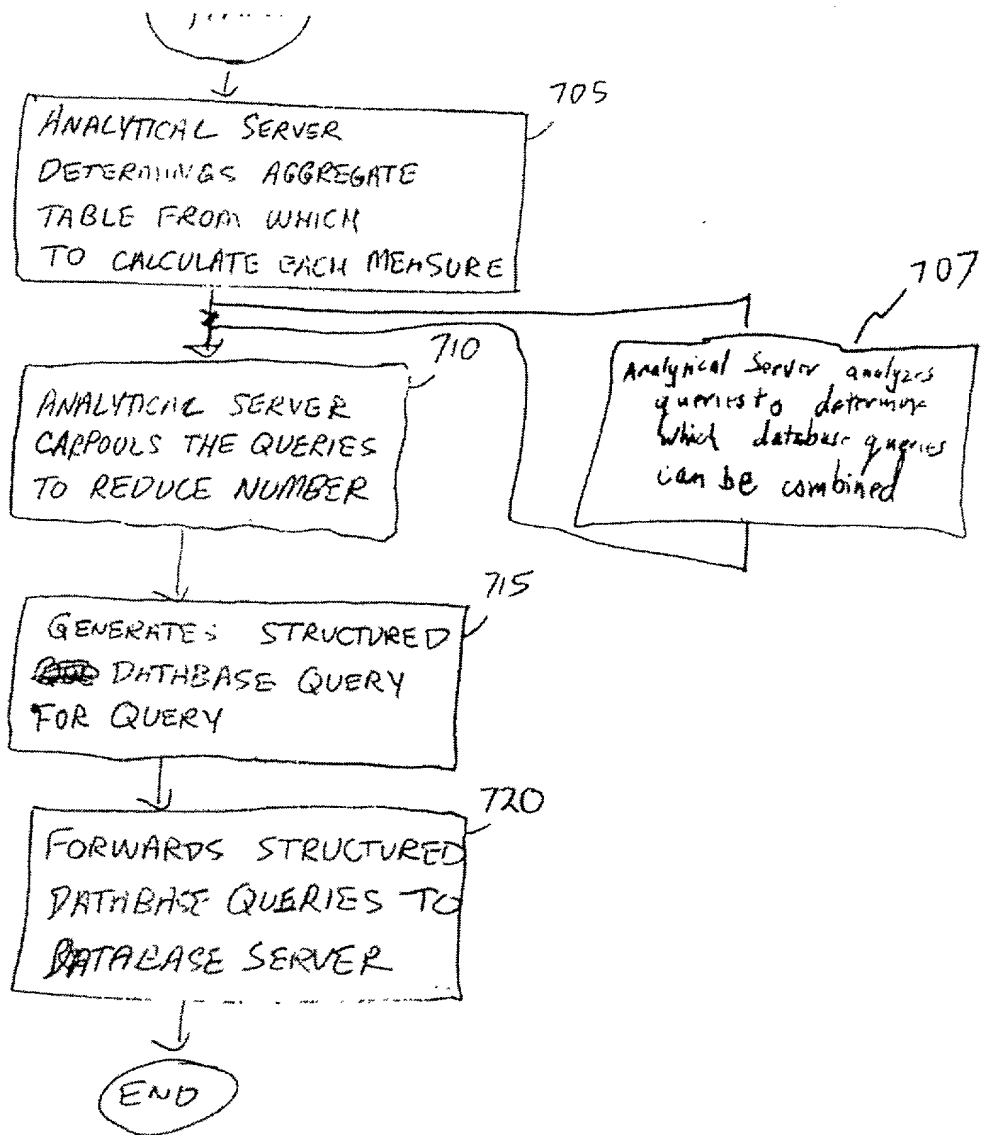 705
ANALYTICAL SERVER
DETERMINES AGGREGATE
TABLE FROM WHICH
TO CALCULATE EACH MEASURE
707
Analytical Server analyzes
queries to determine
which database queries
can be combined
710
ANALYTICAL SERVER
CARPOOLS THE QUERIES
TO REDUCE NUMBER
715
GENERATES STRUCTURED
DATABASE QUERY
FOR QUERY
720
FORWARDS STRUCTURED
DATABASE QUERIES TO
DATABASE SERVER
END